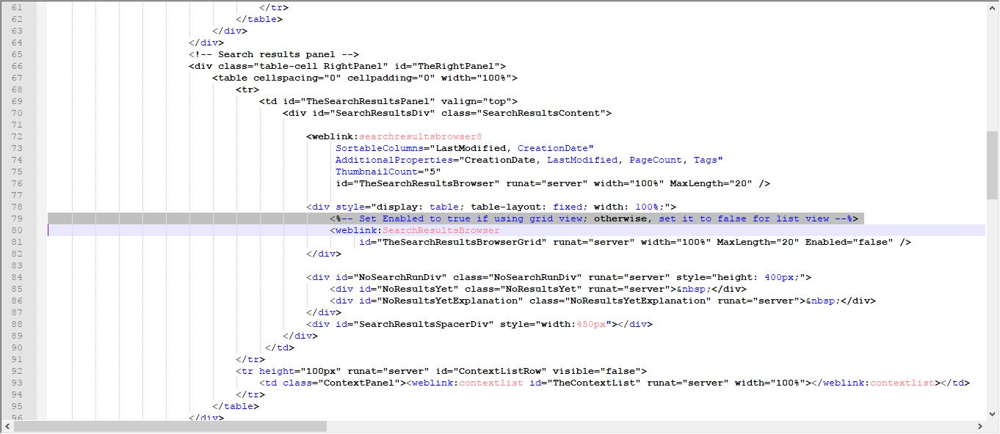 61 </tr>
62 </table>
63 </div>
64 </div>
65 <!-- Search results panel -->
66 <div class="table-cell RightPanel" id="TheRightPanel">
67 <table cellspacing="0" cellpadding="0" width="100%">
68 <tr>
69 <td id="TheSearchResultsPanel" valign="top">
70 <div id="SearchResultsDiv" class="SearchResultsContent">
71
72 <weblink:searchresultsbrowser8
73 SortableColumns="LastModified, CreationDate"
74 AdditionalProperties="CreationDate, LastModified, PageCount, Tags"
75 ThumbnailCount="5"
76 id="TheSearchResultsBrowser" runat="server" width="100%" MaxLength="20" />
77
78 <div style="display: table; table-layout: fixed; width: 100%;">
79 <%-- Set Enabled to true if using grid view; otherwise, set it to false for list view --%>
80 <weblink:SearchResultsBrowser
81 id="TheSearchResultsBrowserGrid" runat="server" width="100%" MaxLength="20" Enabled="false" />
82 </div>
83
84 <div id="NoSearchRunDiv" class="NoSearchRunDiv" runat="server" style="height: 400px;">
85 <div id="NoResultsYet" class="NoResultsYet" runat="server">&nbsp;</div>
86 <div id="NoResultsYetExplanation" class="NoResultsYetExplanation" runat="server">&nbsp;</div>
87 </div>
88 <div id="SearchResultsSpacerDiv" style="width:450px"></div>
89 </div>
90 </td>
91 </tr>
92 <tr height="100px" runat="server" id="ContextListRow" visible="false">
93 <td class="ContextPanel"><weblink:contextlist id="TheContextList" runat="server" width="100%"></weblink:contextlist></td>
94 </tr>
95 </table>
96 </div>